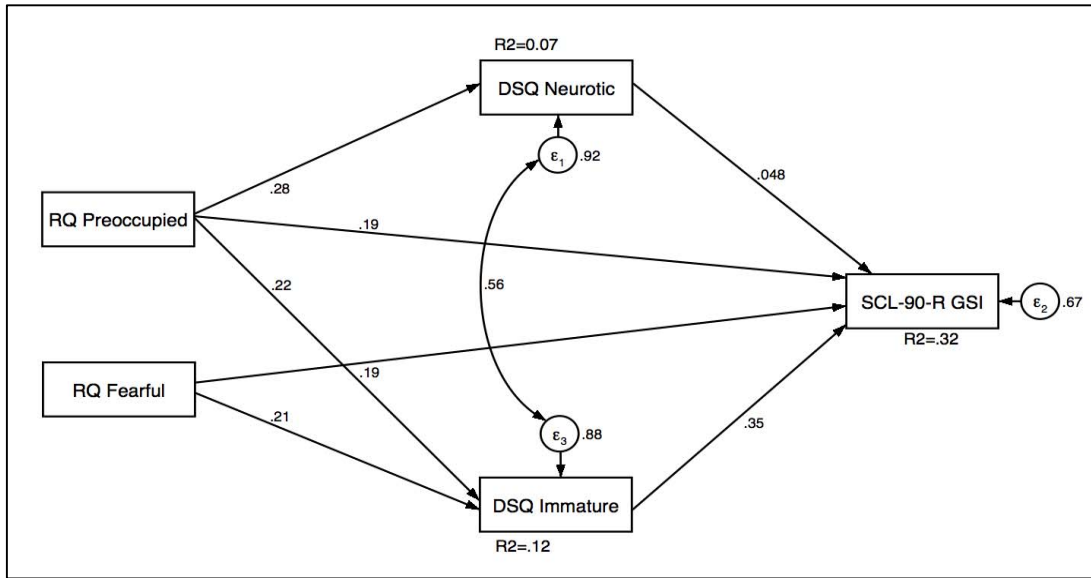 R2=0.07
DSQ Neurotic
ε1
.92
.28
.048
RQ Preoccupied
.19
.22
.56
SCL-90-R GSI
ε2
.67
R2=.32
RQ Fearful
.19
.21
ε3
.88
.35
DSQ Immature
R2=.12